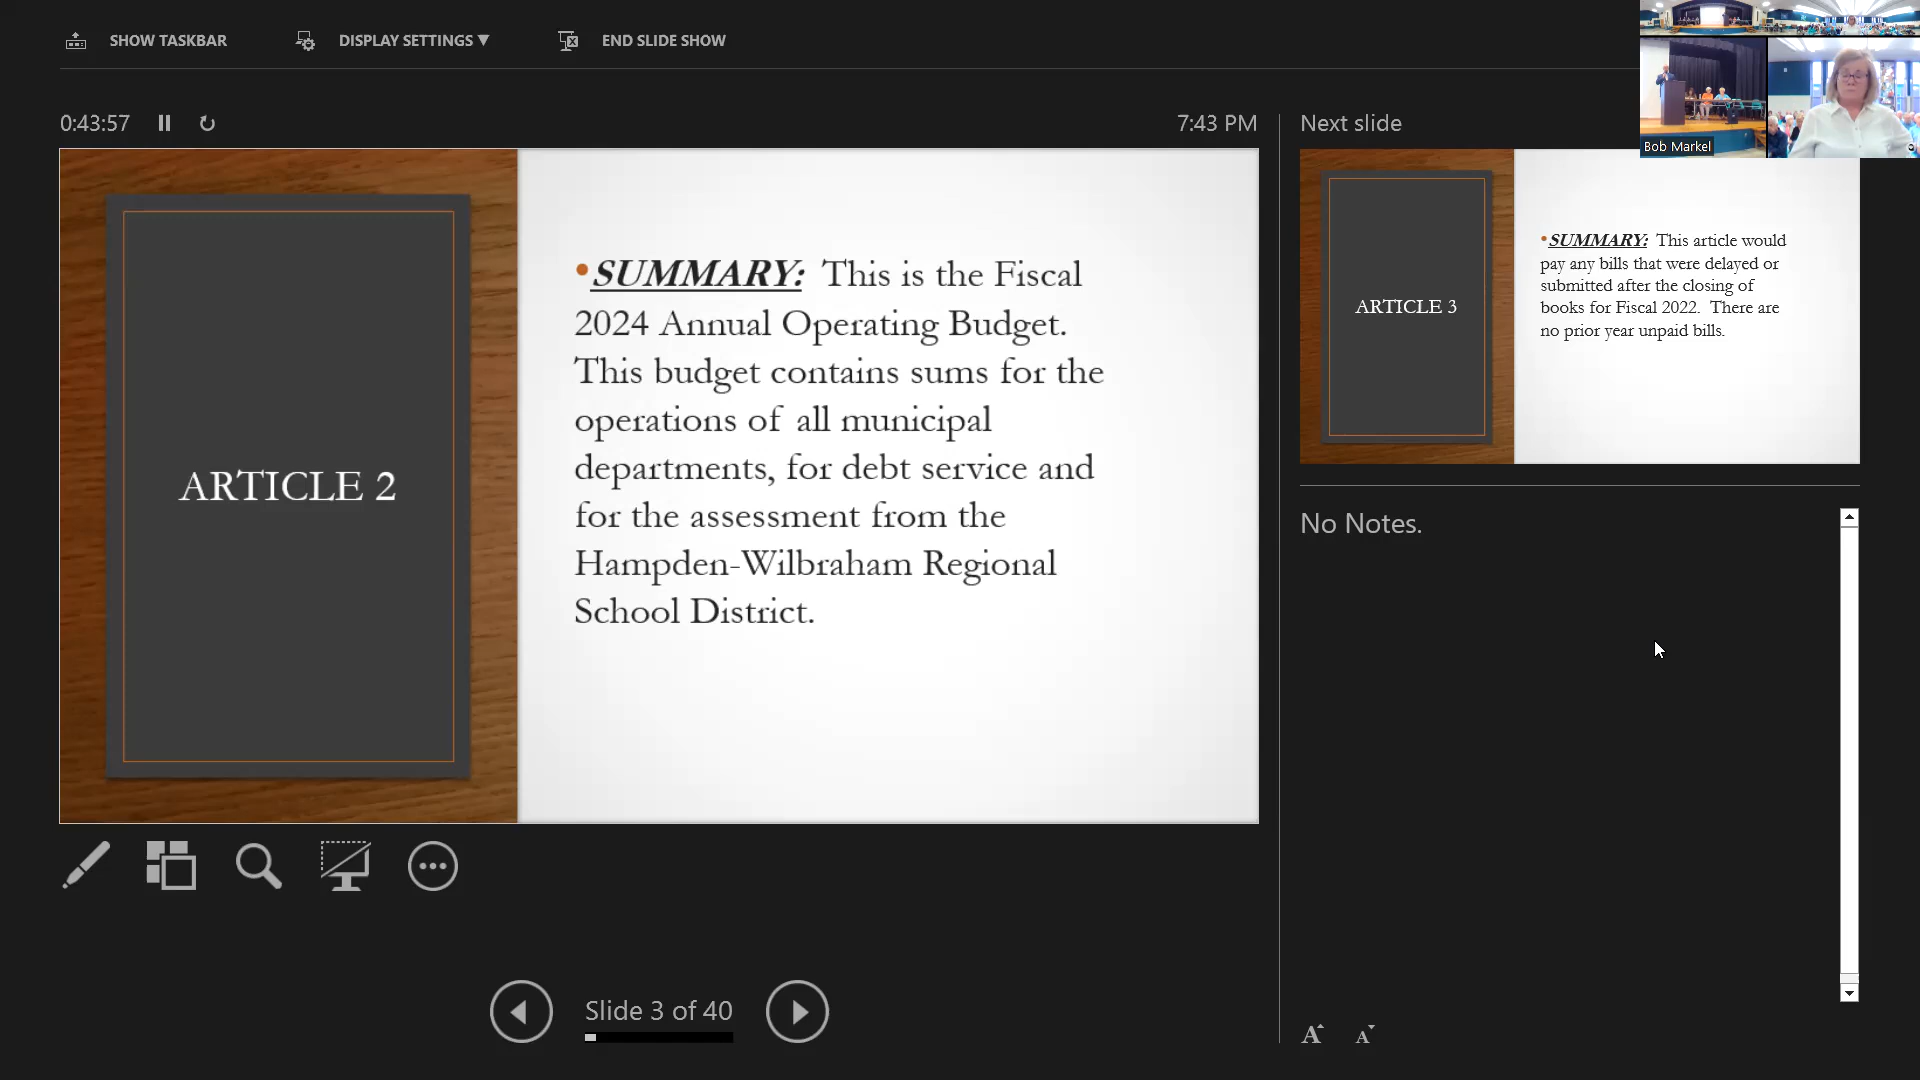 SHOW TASKBAR
DISPLAY SETTINGS ▼
END SLIDE SHOW
0:43:57
7:43 PM
Next slide
Bob Markel
ARTICLE 2
•SUMMARY: This is the Fiscal
2024 Annual Operating Budget.
This budget contains sums for the
operations of all municipal
departments, for debt service and
for the assessment from the
Hampden-Wilbraham Regional
School District.
ARTICLE 3
•SUMMARY: This article would
pay any bills that were delayed or
submitted after the closing of
books for Fiscal 2022. There are
no prior year unpaid bills.
No Notes.
Slide 3 of 40
A A